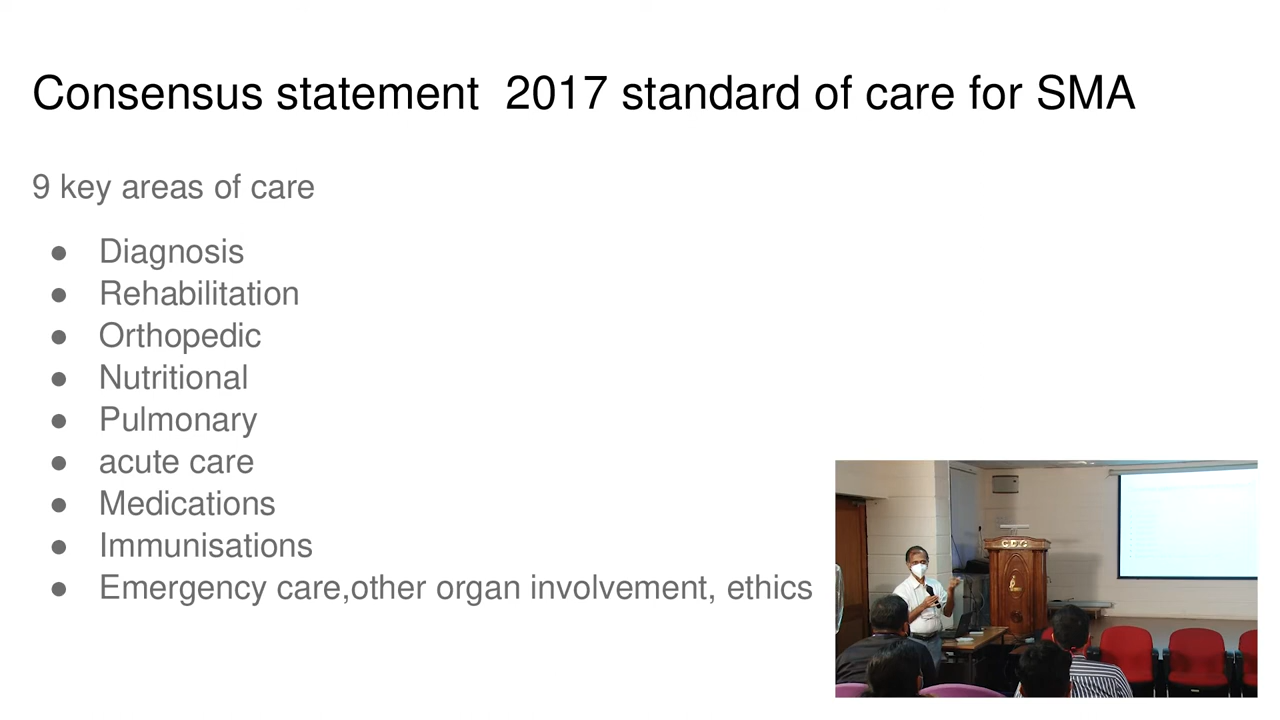 Consensus statement  2017 standard of care for SMA
9 key areas of care
● Diagnosis
● Rehabilitation
● Orthopedic
● Nutritional
● Pulmonary
● acute care
● Medications
● Immunisations
● Emergency care,other organ involvement, ethics